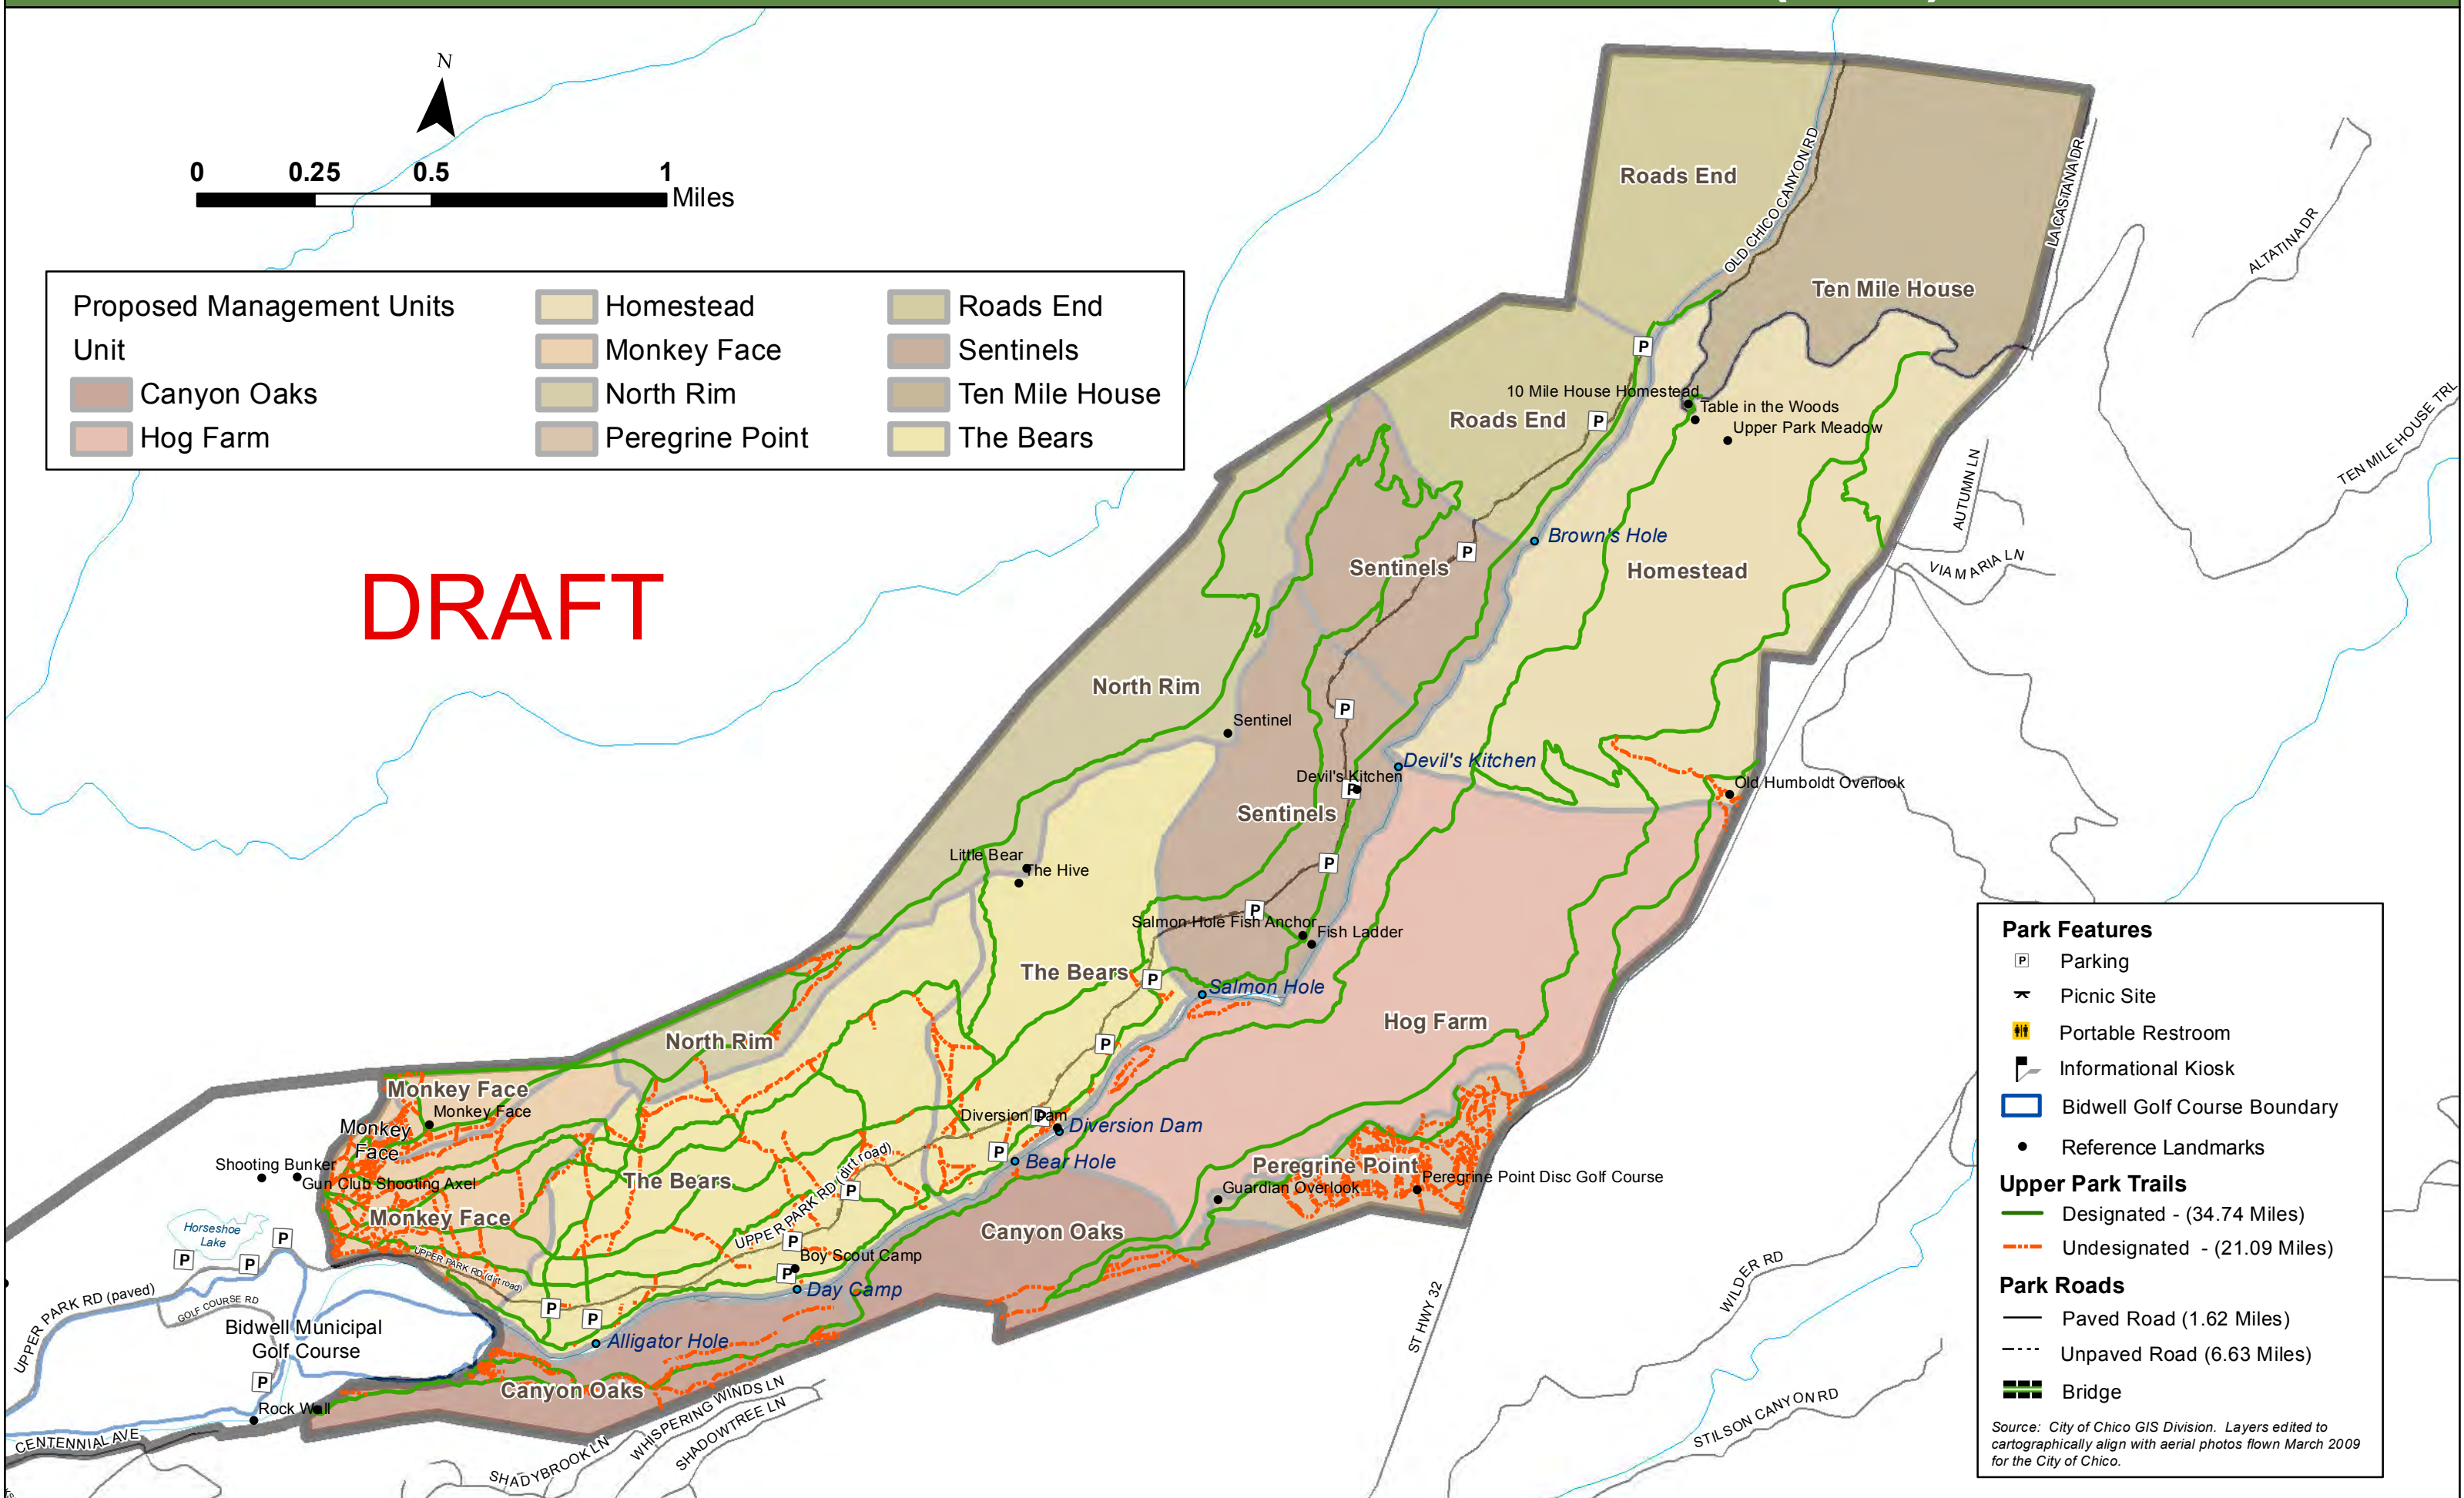 N
0 0.25 0.5 1
Miles
Proposed Management Units
Unit
Canyon Oaks
Hog Farm
Homestead
Monkey Face
North Rim
Peregrine Point
Roads End
Sentinels
Ten Mile House
The Bears
DRAFT
Roads End
OLD CHICO CANYON RD
Ten Mile House
LA CASTANA DR
ALTATINA DR
TEN MILE HOUSE TRL
AUTUMN LN
VIA MARIA LN
P
10 Mile House Homestead
Table in the Woods
Upper Park Meadow
Roads End
P
Brown's Hole
P
Sentinels
Homestead
North Rim
Sentinel
P
Devil's Kitchen
Devil's Kitchen
P
Old Humboldt Overlook
Sentinels
Little Bear
The Hive
P
P
Salmon Hole Fish Anchor
Fish Ladder
The Bears
P
Salmon Hole
Hog Farm
North Rim
P
Monkey Face
Monkey Face
Monkey
Face
Diversion Dam
P
Diversion Dam
P
Bear Hole
Shooting Bunker
Gun Club Shooting Axel
The Bears
UPPER PARK RD (dirt road)
P
Peregrine Point
Peregrine Point Disc Golf Course
Guardian Overlook
Monkey Face
Canyon Oaks
Horseshoe
Lake
P
P
P
UPPER PARK RD (dirt road)
P
Boy Scout Camp
P
Day Camp
UPPER PARK RD (paved)
GOLF COURSE RD
P
P
Bidwell Municipal
Golf Course
Alligator Hole
P
Canyon Oaks
Rock Wall
CENTENNIAL AVE
SHADYBROOK LN
WHISPERING WINDS LN
SHADOWTREE LN
ST HWY 32
WILDER RD
STILSON CANYON RD
Park Features
P Parking
Picnic Site
Portable Restroom
Informational Kiosk
Bidwell Golf Course Boundary
Reference Landmarks
Upper Park Trails
Designated - (34.74 Miles)
Undesignated - (21.09 Miles)
Park Roads
Paved Road (1.62 Miles)
Unpaved Road (6.63 Miles)
Bridge
Source: City of Chico GIS Division. Layers edited to
cartographically align with aerial photos flown March 2009
for the City of Chico.